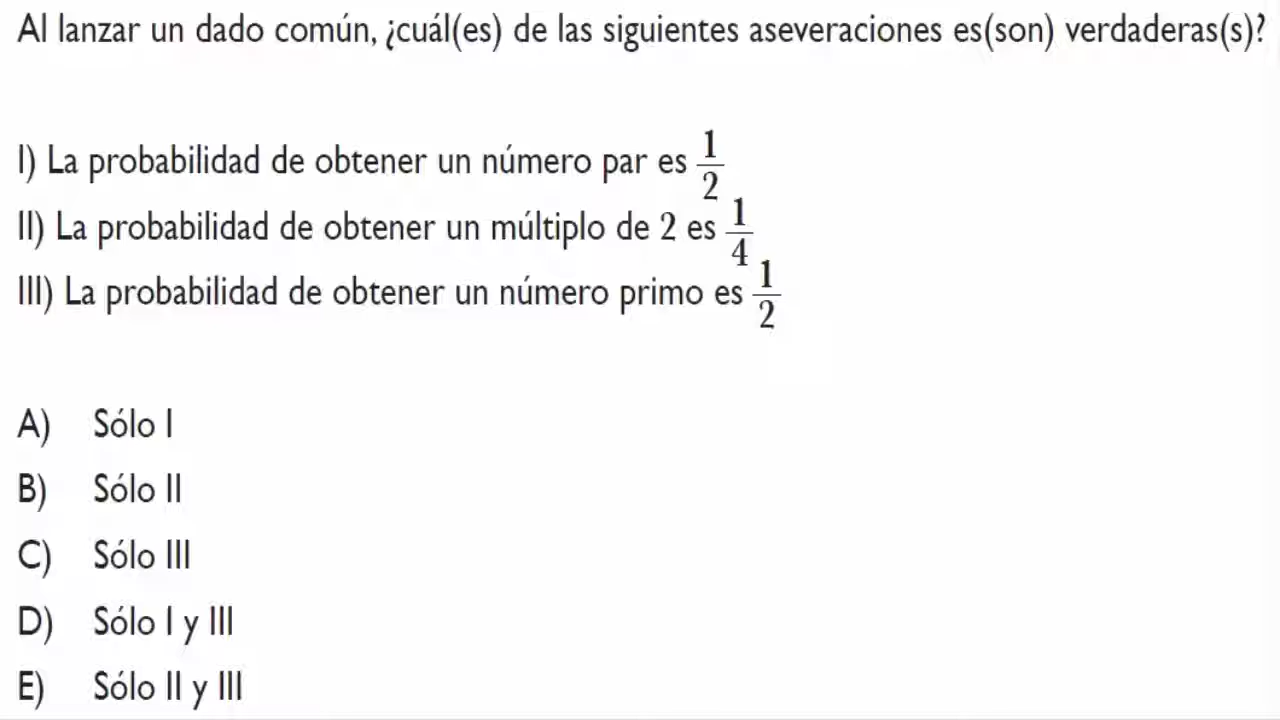 Al lanzar un dado común, ¿cuál(es) de las siguientes aseveraciones es(son) verdaderas(s)?
I) La probabilidad de obtener un número par es 1/2
II) La probabilidad de obtener un múltiplo de 2 es 1/4
III) La probabilidad de obtener un número primo es 1/2
A) Sólo I
B) Sólo II
C) Sólo III
D) Sólo I y III
E) Sólo II y III